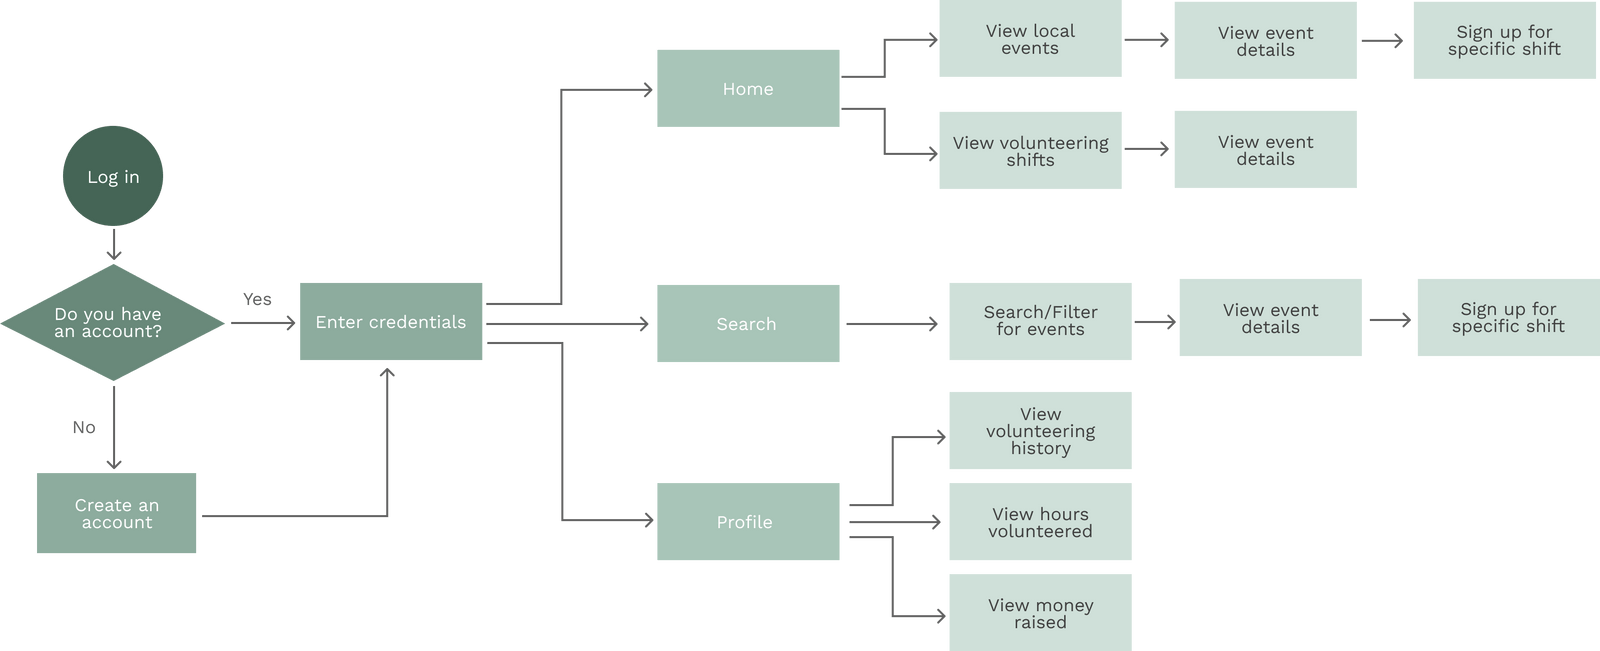 Log in
Do you have
an account?
Yes
No
Create an
account
Enter credentials
Home
View local
events
View event
details
Sign up for
specific shift
View volunteering
shifts
View event
details
Search
Search/Filter
for events
View event
details
Sign up for
specific shift
Profile
View
volunteering
history
View hours
volunteered
View money
raised